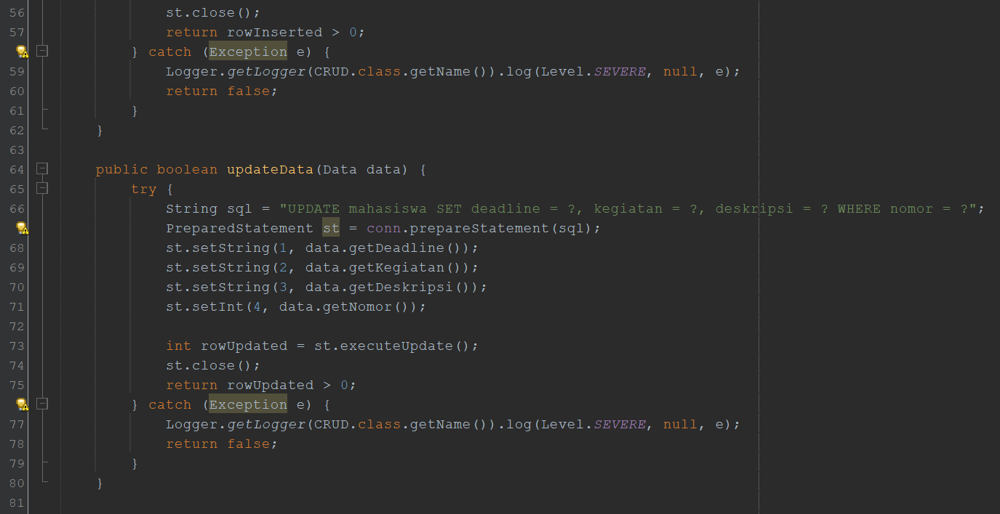 56                st.close();
57                return rowInserted > 0;
            } catch (Exception e) {
59                Logger.getLogger(CRUD.class.getName()).log(Level.SEVERE, null, e);
60                return false;
61            }
62        }
63
64        public boolean updateData(Data data) {
65            try {
66                String sql = "UPDATE mahasiswa SET deadline = ?, kegiatan = ?, deskripsi = ? WHERE nomor = ?";
                PreparedStatement st = conn.prepareStatement(sql);
68                st.setString(1, data.getDeadline());
69                st.setString(2, data.getKegiatan());
70                st.setString(3, data.getDeskripsi());
71                st.setInt(4, data.getNomor());
72
73                int rowUpdated = st.executeUpdate();
74                st.close();
75                return rowUpdated > 0;
            } catch (Exception e) {
77                Logger.getLogger(CRUD.class.getName()).log(Level.SEVERE, null, e);
78                return false;
79            }
80        }
81